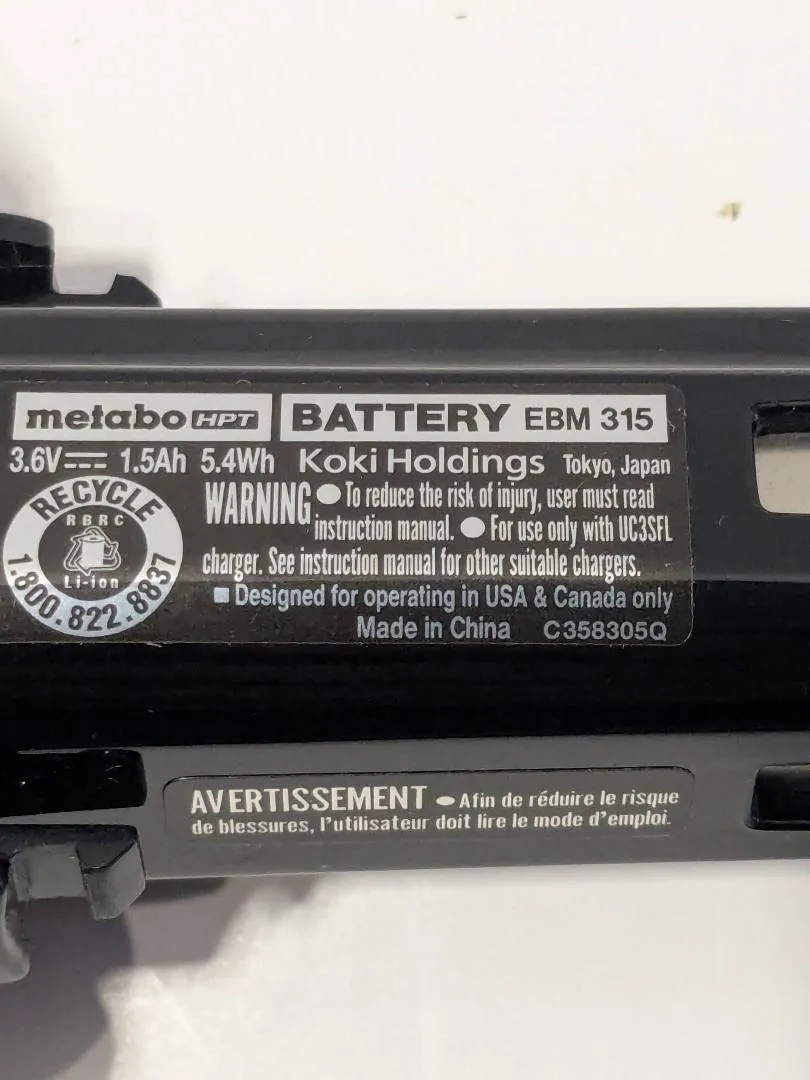 metabo HPT BATTERY EBM 315
3.6V⎓ 1.5Ah 5.4Wh Koki Holdings Tokyo, Japan
RECYCLE
RBRC
Li-ion
1.800.822.8837
WARNING ● To reduce the risk of injury, user must read
instruction manual. ● For use only with UC3SFL
charger. See instruction manual for other suitable chargers.
■ Designed for operating in USA & Canada only
Made in China C358305Q
AVERTISSEMENT ● Afin de réduire le risque
de blessures, l'utilisateur doit lire le mode d'emploi.